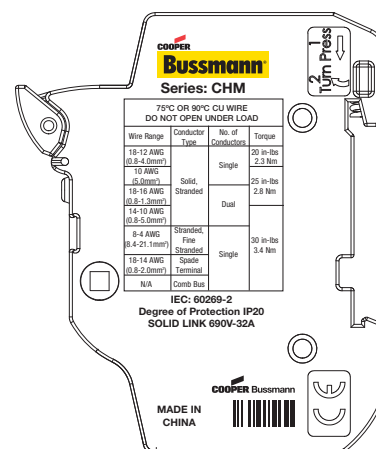 COOPER
Bussmann®
Series: CHM
1
Turn Press
2
75ºC OR 90ºC CU WIRE
DO NOT OPEN UNDER LOAD
Wire Range
Conductor Type
No. of Conductors
Torque
18-12 AWG
(0.8-4.0mm²)
Solid, Stranded
Single
20 in-lbs
2.3 Nm
10 AWG
(5.0mm²)
25 in-lbs
2.8 Nm
18-16 AWG
(0.8-1.3mm²)
Dual
14-10 AWG
(0.8-5.0mm²)
30 in-lbs
3.4 Nm
8-4 AWG
(8.4-21.1mm²)
Stranded, Fine Stranded
Single
18-14 AWG
(0.8-2.0mm²)
Spade Terminal
N/A
Comb Bus
IEC: 60269-2
Degree of Protection IP20
SOLID LINK 690V-32A
COOPER Bussmann
MADE IN
CHINA
CE